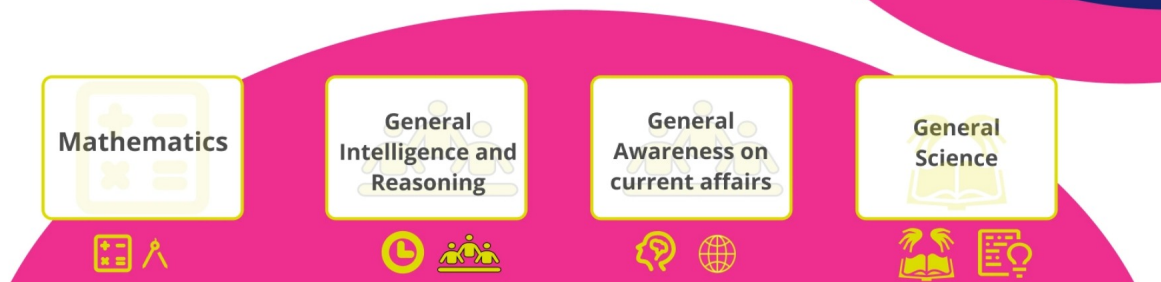 Mathematics
General
Intelligence and
Reasoning
General
Awareness on
current affairs
General
Science